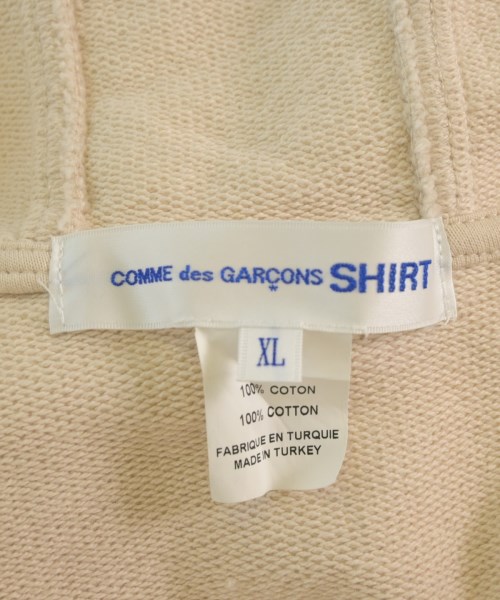 COMME des GARÇONS SHIRT
XL
100% COTON
100% COTTON
FABRIQUE EN TURQUIE
MADE IN TURKEY